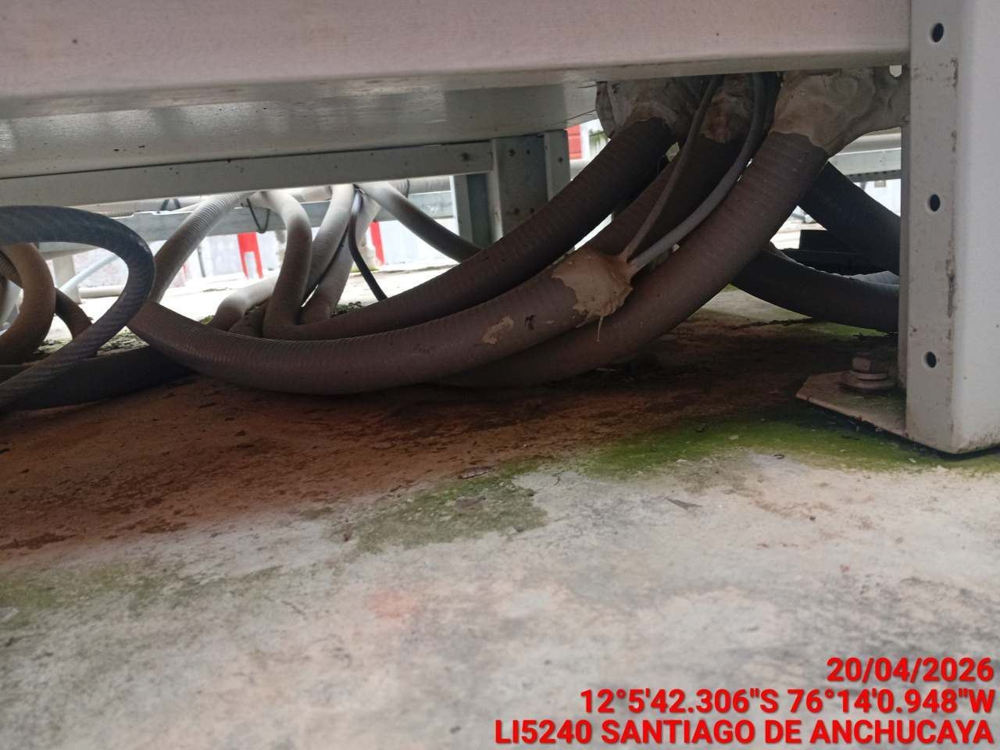 20/04/2026
12°5'42.306"S 76°14'0.948"W
LI5240 SANTIAGO DE ANCHUCAYA